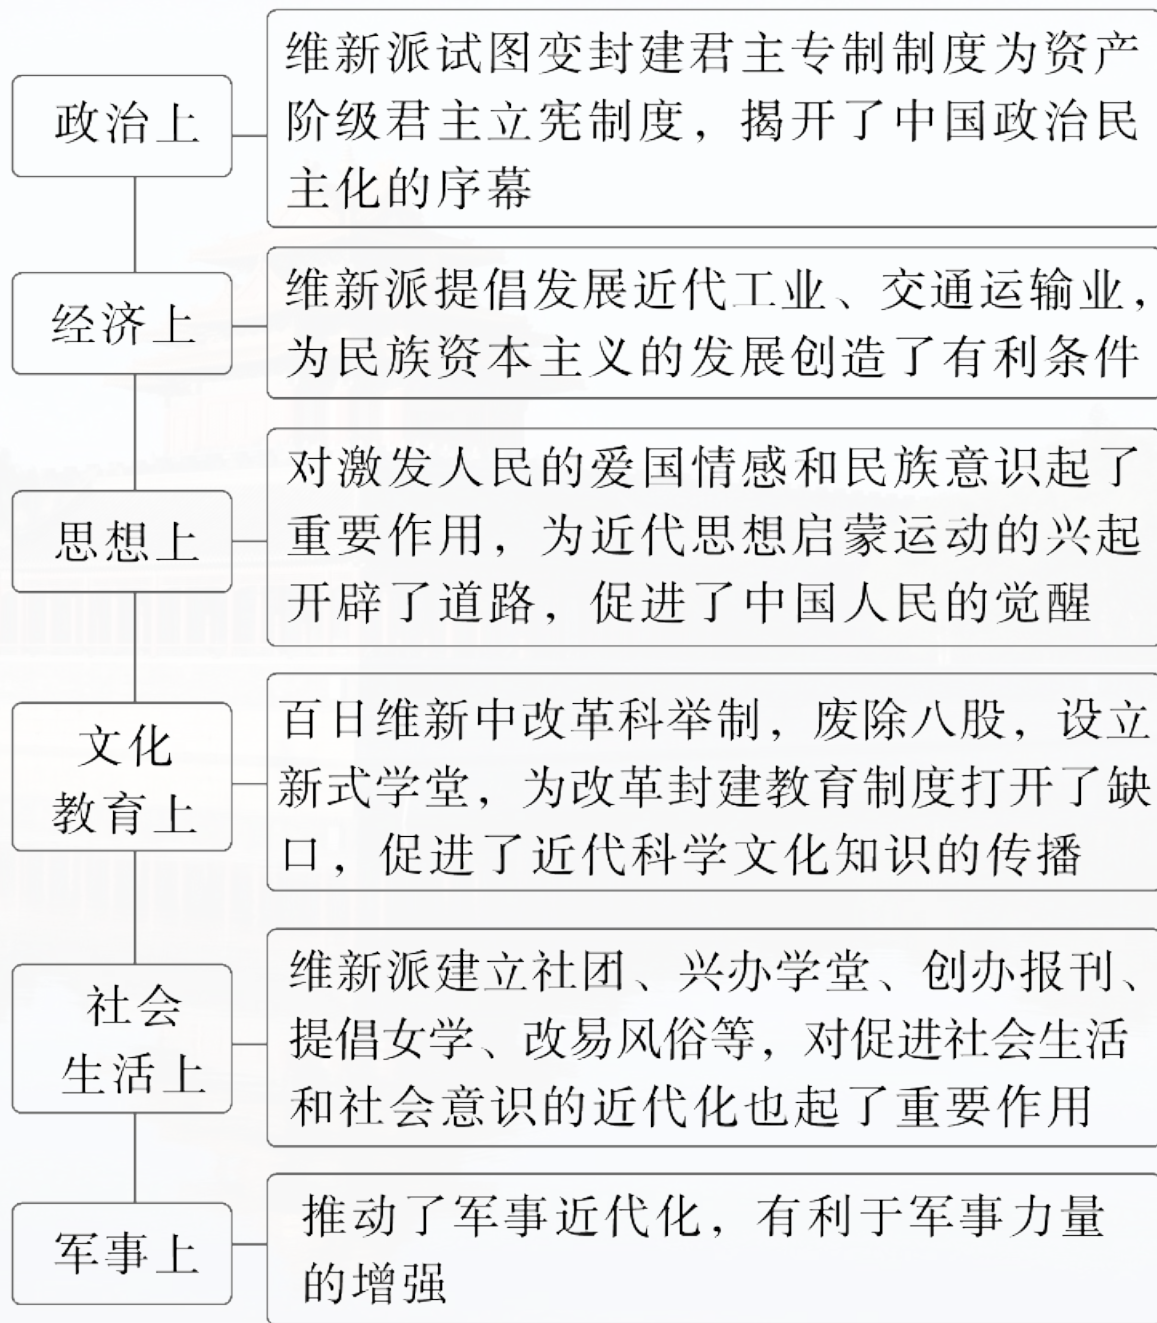 政治上
维新派试图变封建君主专制制度为资产
阶级君主立宪制度，揭开了中国政治民
主化的序幕
经济上
维新派提倡发展近代工业、交通运输业，
为民族资本主义的发展创造了有利条件
思想上
对激发人民的爱国情感和民族意识起了
重要作用，为近代思想启蒙运动的兴起
开辟了道路，促进了中国人民的觉醒
文化
教育上
百日维新中改革科举制，废除八股，设立
新式学堂，为改革封建教育制度打开了缺
口，促进了近代科学文化知识的传播
社会
生活上
维新派建立社团、兴办学堂、创办报刊、
提倡女学、改易风俗等，对促进社会生活
和社会意识的近代化也起了重要作用
军事上
推动了军事近代化，有利于军事力量
的增强